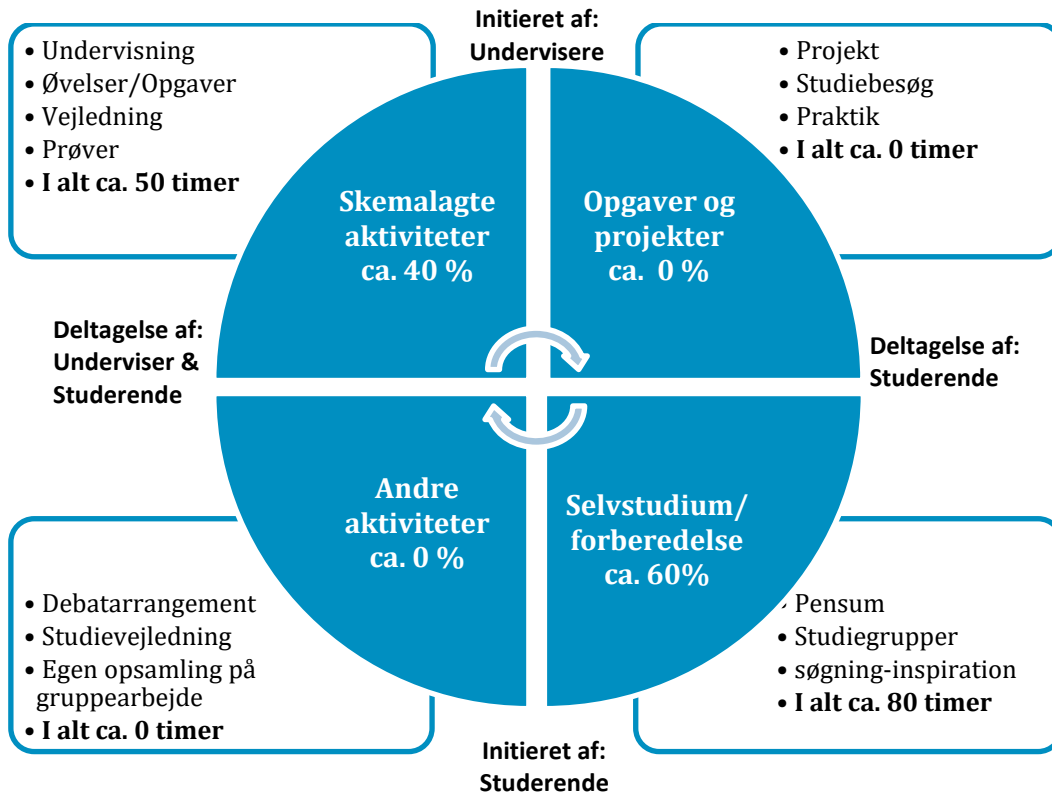 Initieret af:
Undervisere
• Undervisning
• Øvelser/Opgaver
• Vejledning
• Prøver
• I alt ca. 50 timer
• Projekt
• Studiebesøg
• Praktik
• I alt ca. 0 timer
Skemalagte
aktiviteter
ca. 40 %
Opgaver og
projekter
ca. 0 %
Deltagelse af:
Underviser &
Studerende
Deltagelse af:
Studerende
Andre
aktiviteter
ca. 0 %
Selvstudium/
forberedelse
ca. 60%
• Debatarrangement
• Studievejledning
• Egen opsamling på
gruppearbejde
• I alt ca. 0 timer
• Pensum
• Studiegrupper
• søgning-inspiration
• I alt ca. 80 timer
Initieret af:
Studerende